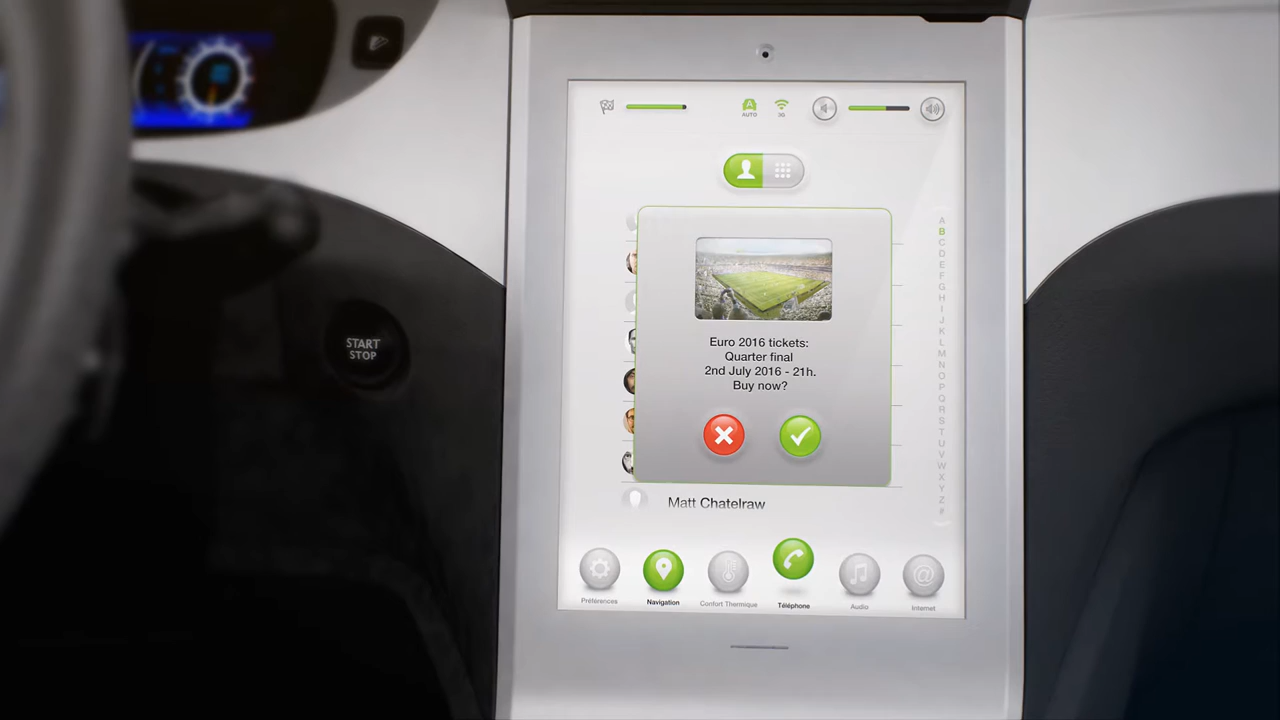 AUTO
3G
START
STOP
A
B
C
D
E
F
G
H
I
J
K
L
M
N
O
P
Q
R
S
T
U
V
W
X
Y
Z
#
Euro 2016 tickets:
Quarter final
2nd July 2016 - 21h.
Buy now?
Matt Chatelraw
Préférences
Navigation
Confort Thermique
Téléphone
Audio
Internet